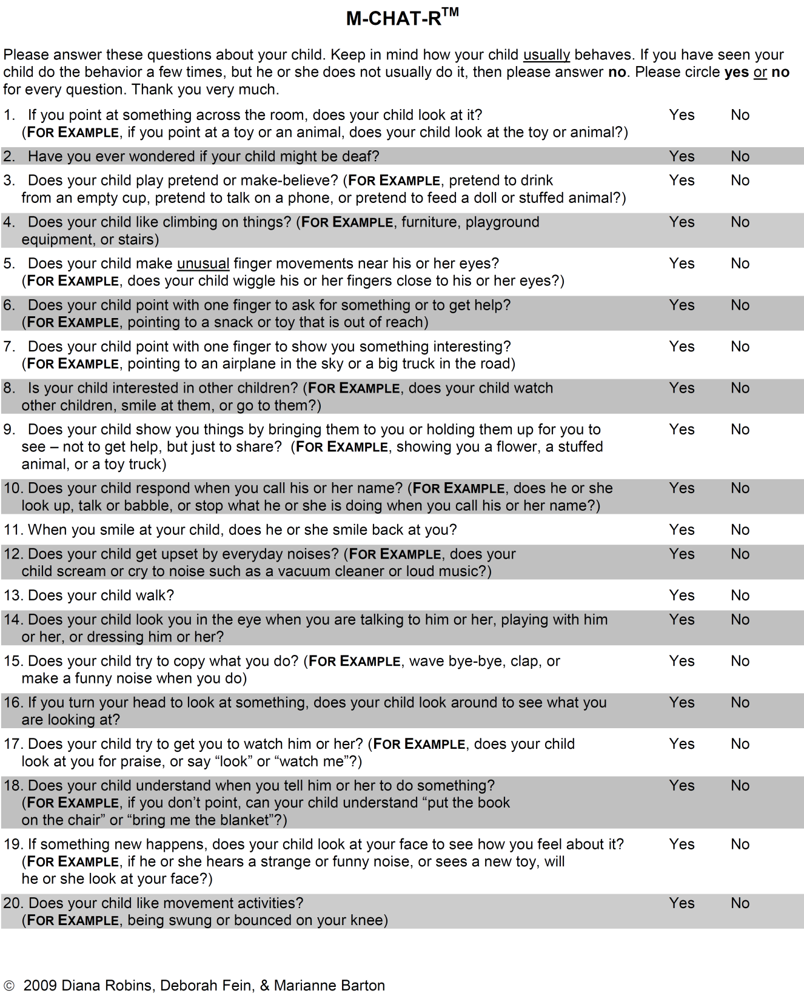 M-CHAT-R™
Please answer these questions about your child. Keep in mind how your child usually behaves. If you have seen your
child do the behavior a few times, but he or she does not usually do it, then please answer no. Please circle yes or no
for every question. Thank you very much.
1. If you point at something across the room, does your child look at it? Yes No
(FOR EXAMPLE, if you point at a toy or an animal, does your child look at the toy or animal?)
2. Have you ever wondered if your child might be deaf? Yes No
3. Does your child play pretend or make-believe? (FOR EXAMPLE, pretend to drink Yes No
from an empty cup, pretend to talk on a phone, or pretend to feed a doll or stuffed animal?)
4. Does your child like climbing on things? (FOR EXAMPLE, furniture, playground Yes No
equipment, or stairs)
5. Does your child make unusual finger movements near his or her eyes? Yes No
(FOR EXAMPLE, does your child wiggle his or her fingers close to his or her eyes?)
6. Does your child point with one finger to ask for something or to get help? Yes No
(FOR EXAMPLE, pointing to a snack or toy that is out of reach)
7. Does your child point with one finger to show you something interesting? Yes No
(FOR EXAMPLE, pointing to an airplane in the sky or a big truck in the road)
8. Is your child interested in other children? (FOR EXAMPLE, does your child watch Yes No
other children, smile at them, or go to them?)
9. Does your child show you things by bringing them to you or holding them up for you to Yes No
see – not to get help, but just to share? (FOR EXAMPLE, showing you a flower, a stuffed
animal, or a toy truck)
10. Does your child respond when you call his or her name? (FOR EXAMPLE, does he or she Yes No
look up, talk or babble, or stop what he or she is doing when you call his or her name?)
11. When you smile at your child, does he or she smile back at you? Yes No
12. Does your child get upset by everyday noises? (FOR EXAMPLE, does your Yes No
child scream or cry to noise such as a vacuum cleaner or loud music?)
13. Does your child walk? Yes No
14. Does your child look you in the eye when you are talking to him or her, playing with him Yes No
or her, or dressing him or her?
15. Does your child try to copy what you do? (FOR EXAMPLE, wave bye-bye, clap, or Yes No
make a funny noise when you do)
16. If you turn your head to look at something, does your child look around to see what you Yes No
are looking at?
17. Does your child try to get you to watch him or her? (FOR EXAMPLE, does your child Yes No
look at you for praise, or say “look” or “watch me”?)
18. Does your child understand when you tell him or her to do something? Yes No
(FOR EXAMPLE, if you don’t point, can your child understand “put the book
on the chair” or “bring me the blanket”?)
19. If something new happens, does your child look at your face to see how you feel about it? Yes No
(FOR EXAMPLE, if he or she hears a strange or funny noise, or sees a new toy, will
he or she look at your face?)
20. Does your child like movement activities? Yes No
(FOR EXAMPLE, being swung or bounced on your knee)
© 2009 Diana Robins, Deborah Fein, & Marianne Barton